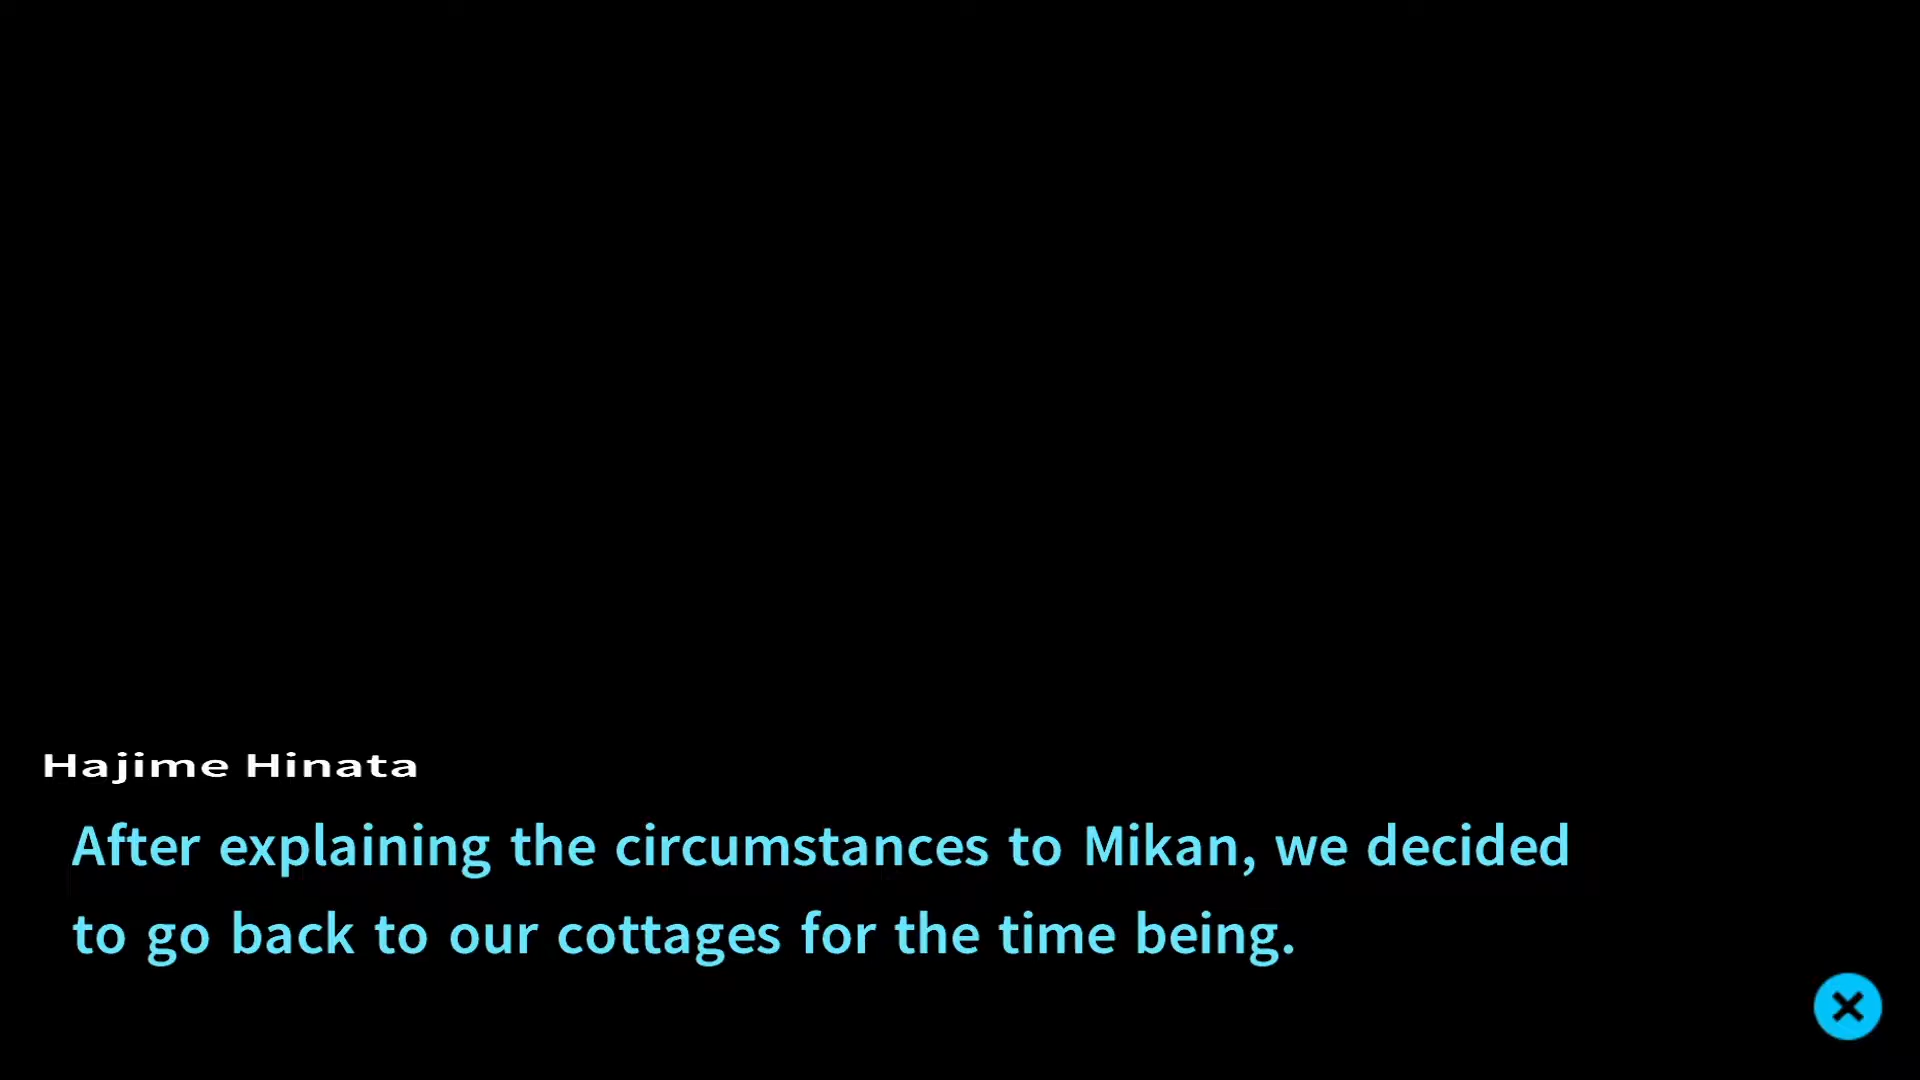 Hajime Hinata
After explaining the circumstances to Mikan, we decided
to go back to our cottages for the time being.